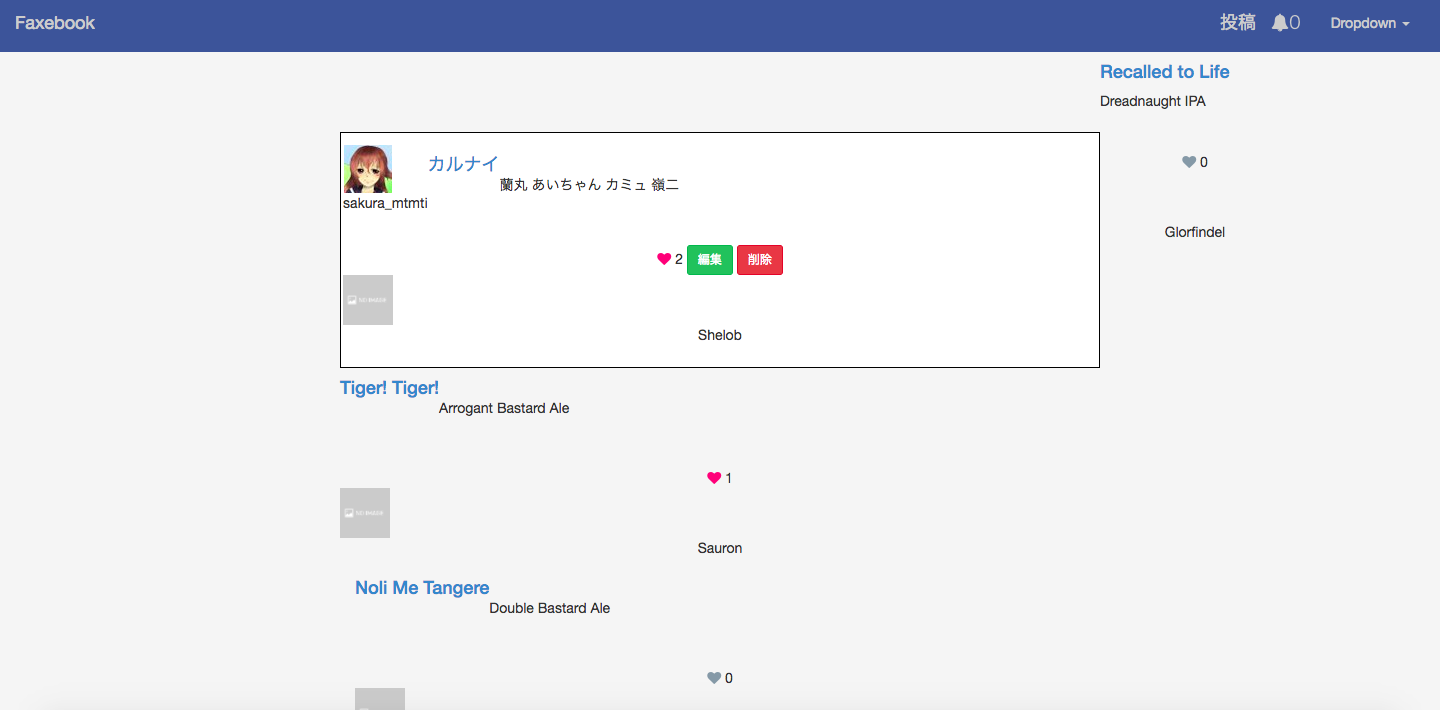 Faxebook 投稿 0 Dropdown
Recalled to Life
Dreadnaught IPA
0
Glorfindel
カルナイ
蘭丸 あいちゃん カミュ 嶺二
sakura_mtmti
2 編集 削除
Shelob
Tiger! Tiger!
Arrogant Bastard Ale
1
Sauron
Noli Me Tangere
Double Bastard Ale
0